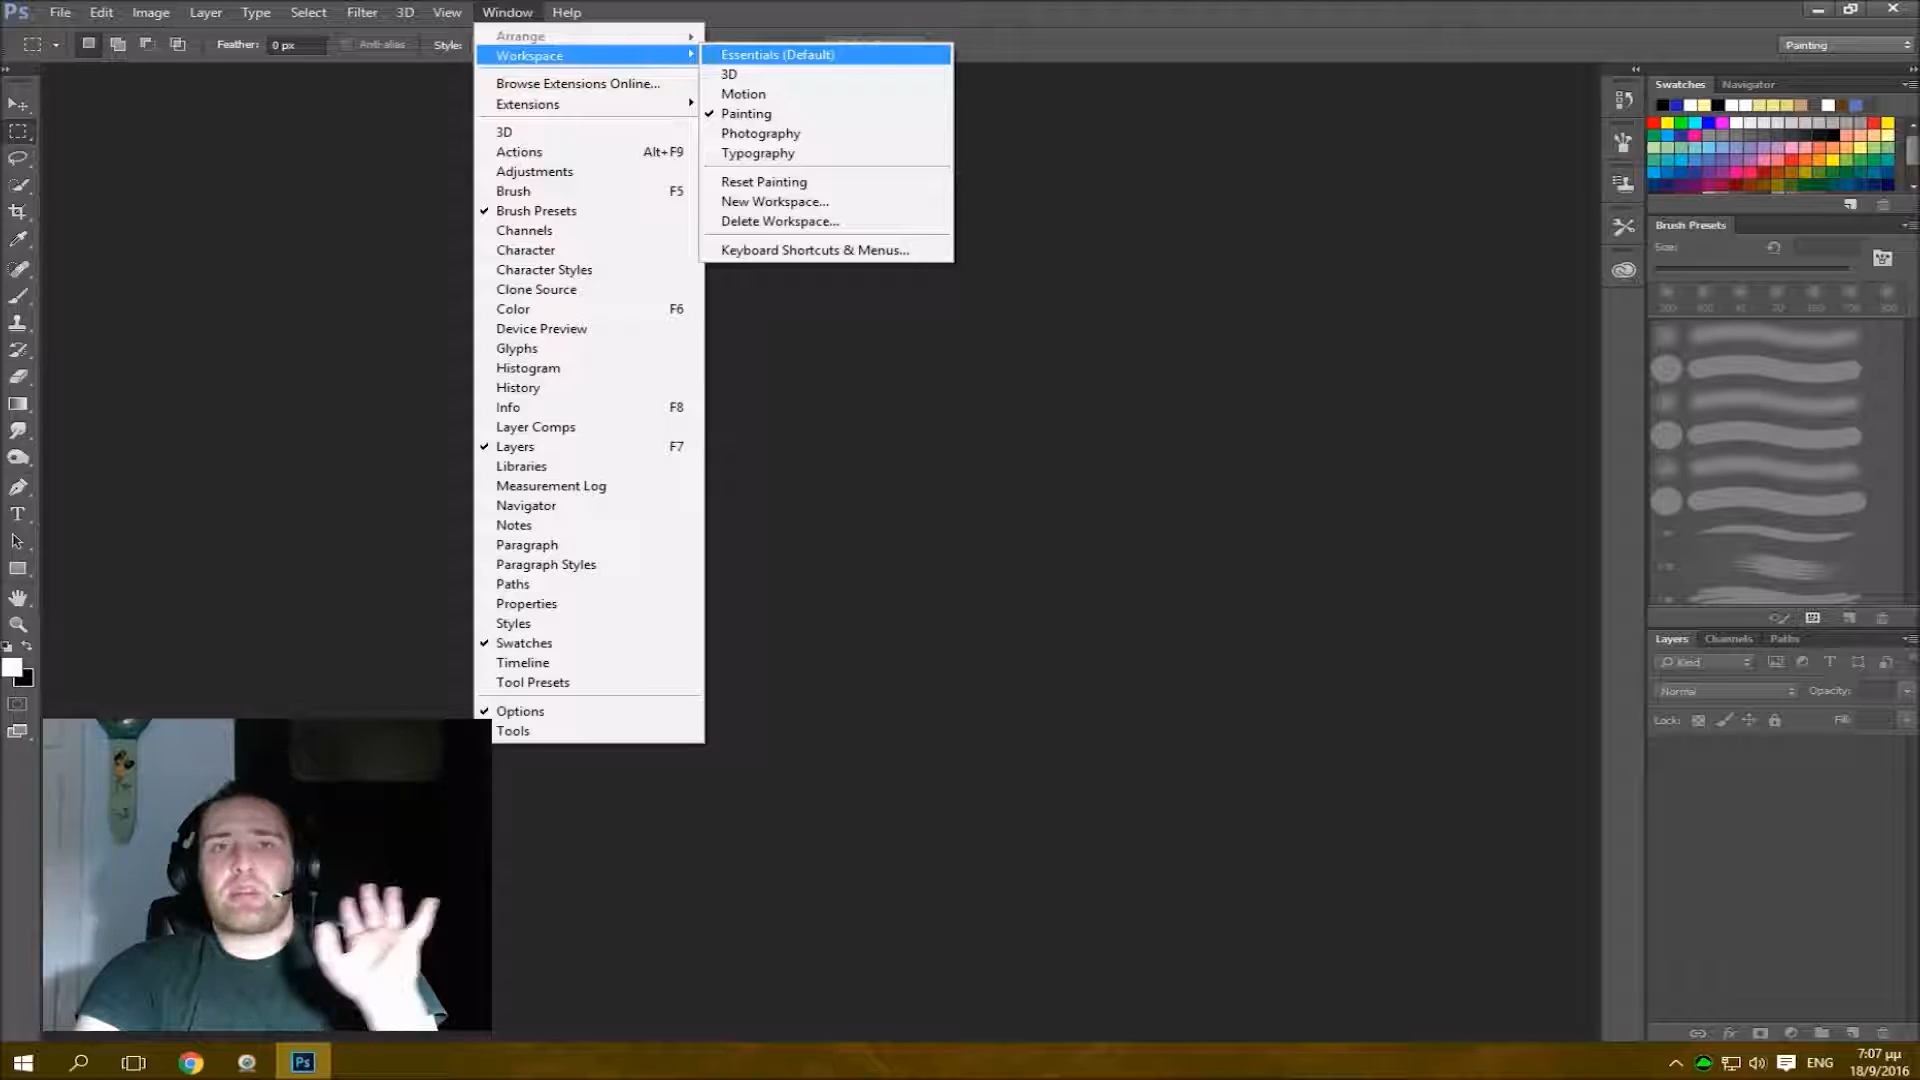 Ps File Edit Image Layer Type Select Filter 3D View Window Help
Feather: 0 px Anti-alias Style:
Painting
Arrange
Workspace
Browse Extensions Online...
Extensions
3D
Actions Alt+F9
Adjustments
Brush F5
Brush Presets
Channels
Character
Character Styles
Clone Source
Color F6
Device Preview
Glyphs
Histogram
History
Info F8
Layer Comps
Layers F7
Libraries
Measurement Log
Navigator
Notes
Paragraph
Paragraph Styles
Paths
Properties
Styles
Swatches
Timeline
Tool Presets
Options
Tools
Essentials (Default)
3D
Motion
Painting
Photography
Typography
Reset Painting
New Workspace...
Delete Workspace...
Keyboard Shortcuts & Menus...
Swatches Navigator
Brush Presets
Size:
Layers Channels Paths
Kind
Normal Opacity:
Lock: Fill:
Ps
ENG
7:07 μμ
18/9/2016